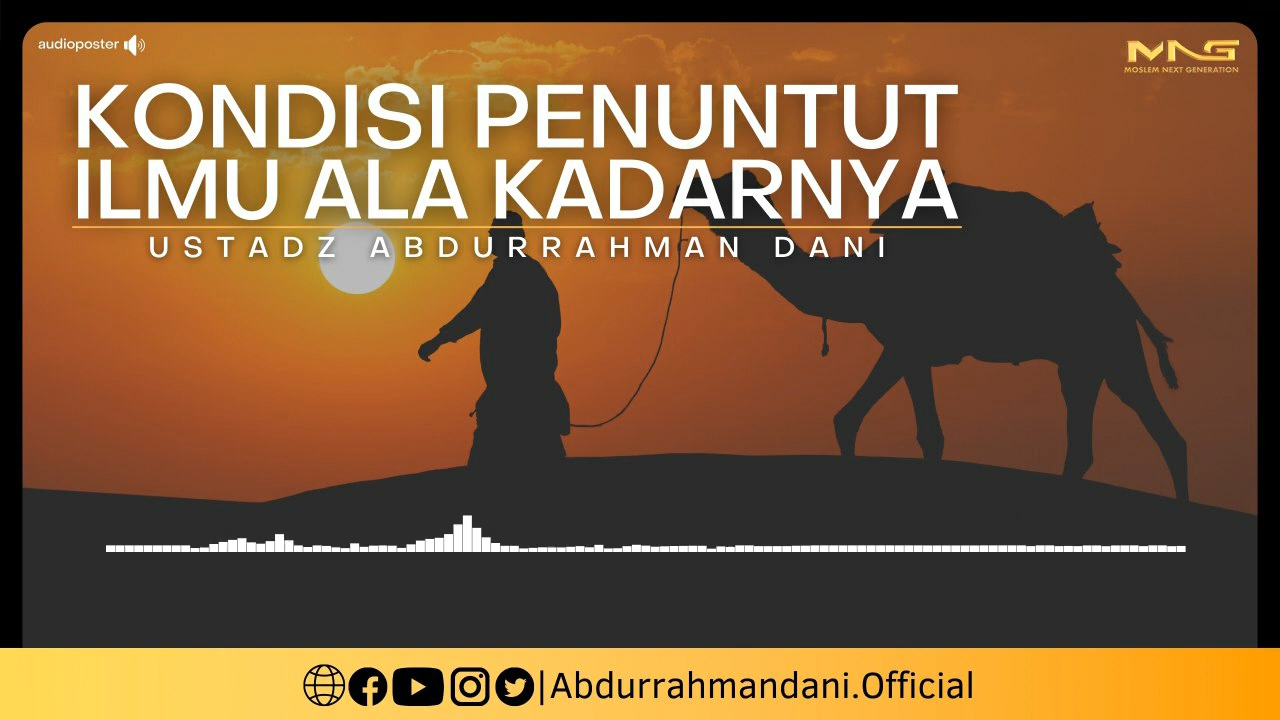 audioposter
MNG
MOSLEM NEXT GENERATION
KONDISI PENUNTUT
ILMU ALA KADARNYA
USTADZ ABDURRAHMAN DANI
|Abdurrahmandani.Official